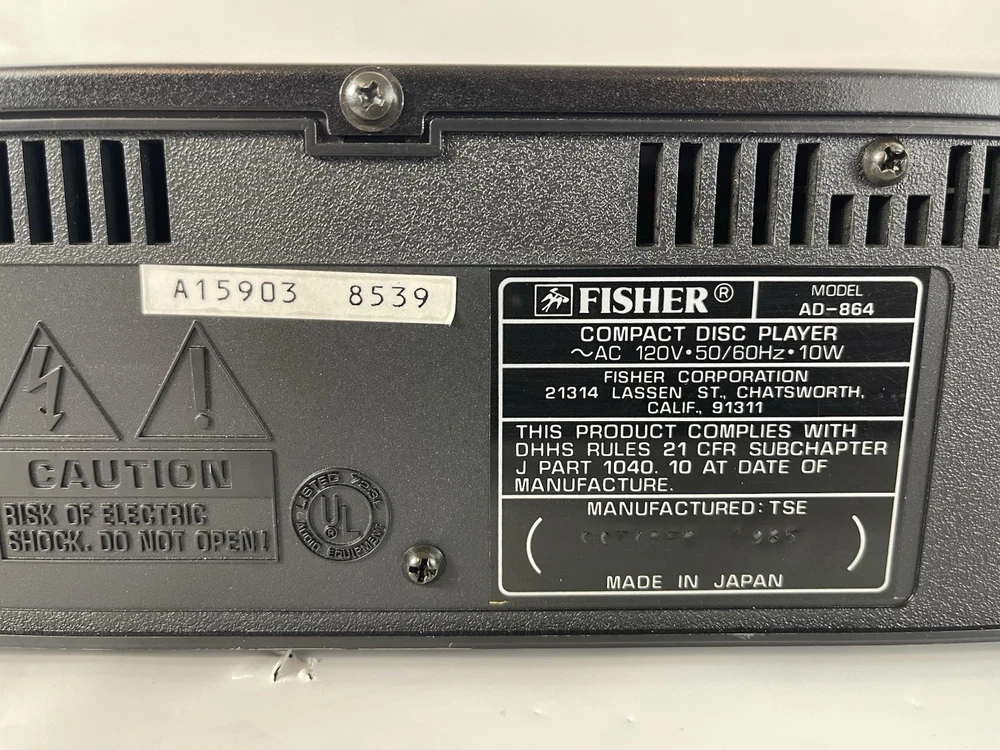 A15903 8539
CAUTION
RISK OF ELECTRIC
SHOCK. DO NOT OPEN!
LISTED
UL
®
AUDIO EQUIPMENT
FISHER®
MODEL
AD-864
COMPACT DISC PLAYER
~AC 120V•50/60Hz•10W
FISHER CORPORATION
21314 LASSEN ST., CHATSWORTH,
CALIF., 91311
THIS PRODUCT COMPLIES WITH
DHHS RULES 21 CFR SUBCHAPTER
J PART 1040. 10 AT DATE OF
MANUFACTURE.
MANUFACTURED: TSE
OCTOBER 1985
MADE IN JAPAN